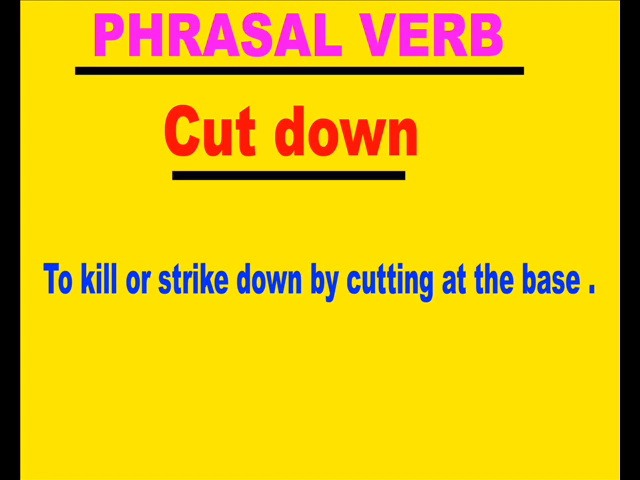 PHRASAL VERB
Cut down
To kill or strike down by cutting at the base .